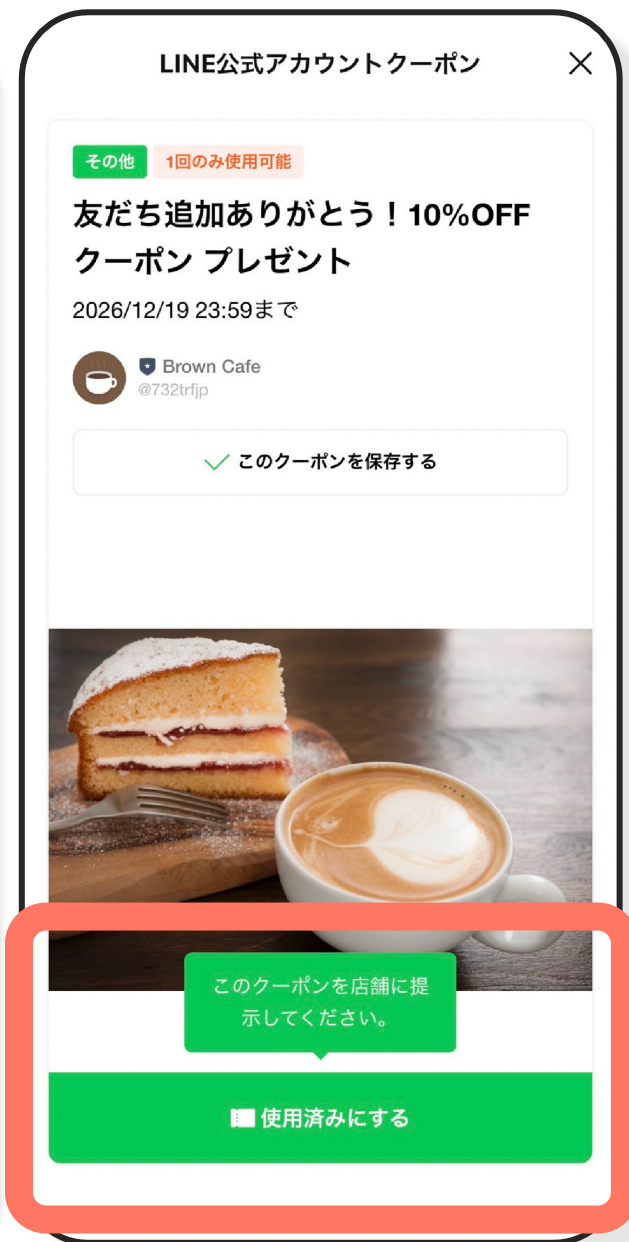 LINE公式アカウントクーポン
その他 1回のみ使用可能
友だち追加ありがとう！10%OFF
クーポン プレゼント
2026/12/19 23:59まで
Brown Cafe
@732trfjp
このクーポンを保存する
このクーポンを店舗に提
示してください。
使用済みにする